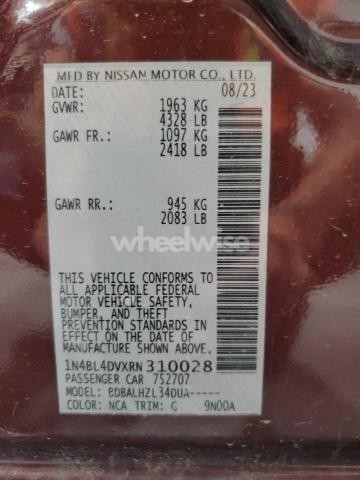 MFD BY NISSAN MOTOR CO., LTD.
DATE: 08/23
GVWR: 1963 KG
4328 LB
GAWR FR: 1097 KG
2418 LB
GAWR RR: 945 KG
2083 LB
wheelwise
THIS VEHICLE CONFORMS TO
ALL APPLICABLE FEDERAL
MOTOR VEHICLE SAFETY,
BUMPER, AND THEFT
PREVENTION STANDARDS
IN EFFECT ON THE DATE OF
MANUFACTURE SHOWN ABOVE.
1N4BL4DVXRN310028
PASSENGER CAR 752707
MODEL: BDBALHZL34DUA-----
COLOR: NCA TRIM: G 9N00A